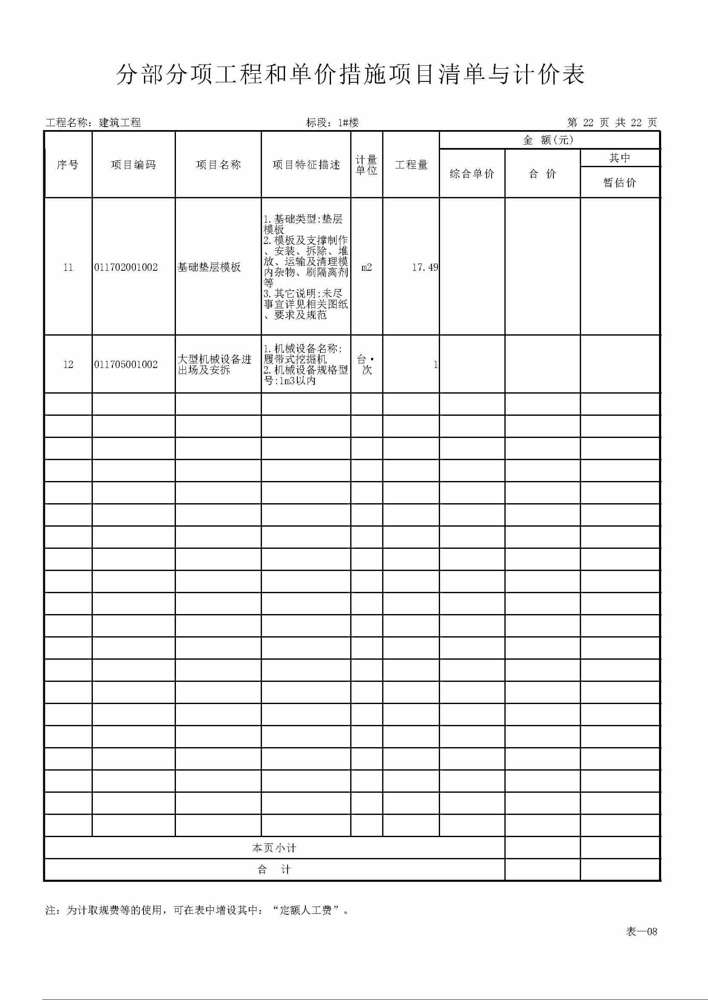 分部分项工程和单价措施项目清单与计价表
工程名称：建筑工程 标段：1#楼 第 22 页 共 22 页
序号 项目编码 项目名称 项目特征描述 计量单位 工程量 金 额(元)
综合单价 合 价 其中
暂估价
11 011702001002 基础垫层模板
1.基础类型:垫层
模板
2.模板及支撑制作
、安装、拆除、堆
放、运输及清理模
内杂物、刷隔离剂
等
3.其它说明:未尽
事宜详见相关图纸
、要求及规范
m2 17.49
12 011705001002
大型机械设备进
出场及安拆
1.机械设备名称:
履带式挖掘机
2.机械设备规格型
号:1m3以内
台·
次
1
本页小计
合 计
注：为计取规费等的使用，可在表中增设其中：“定额人工费”。
表—08